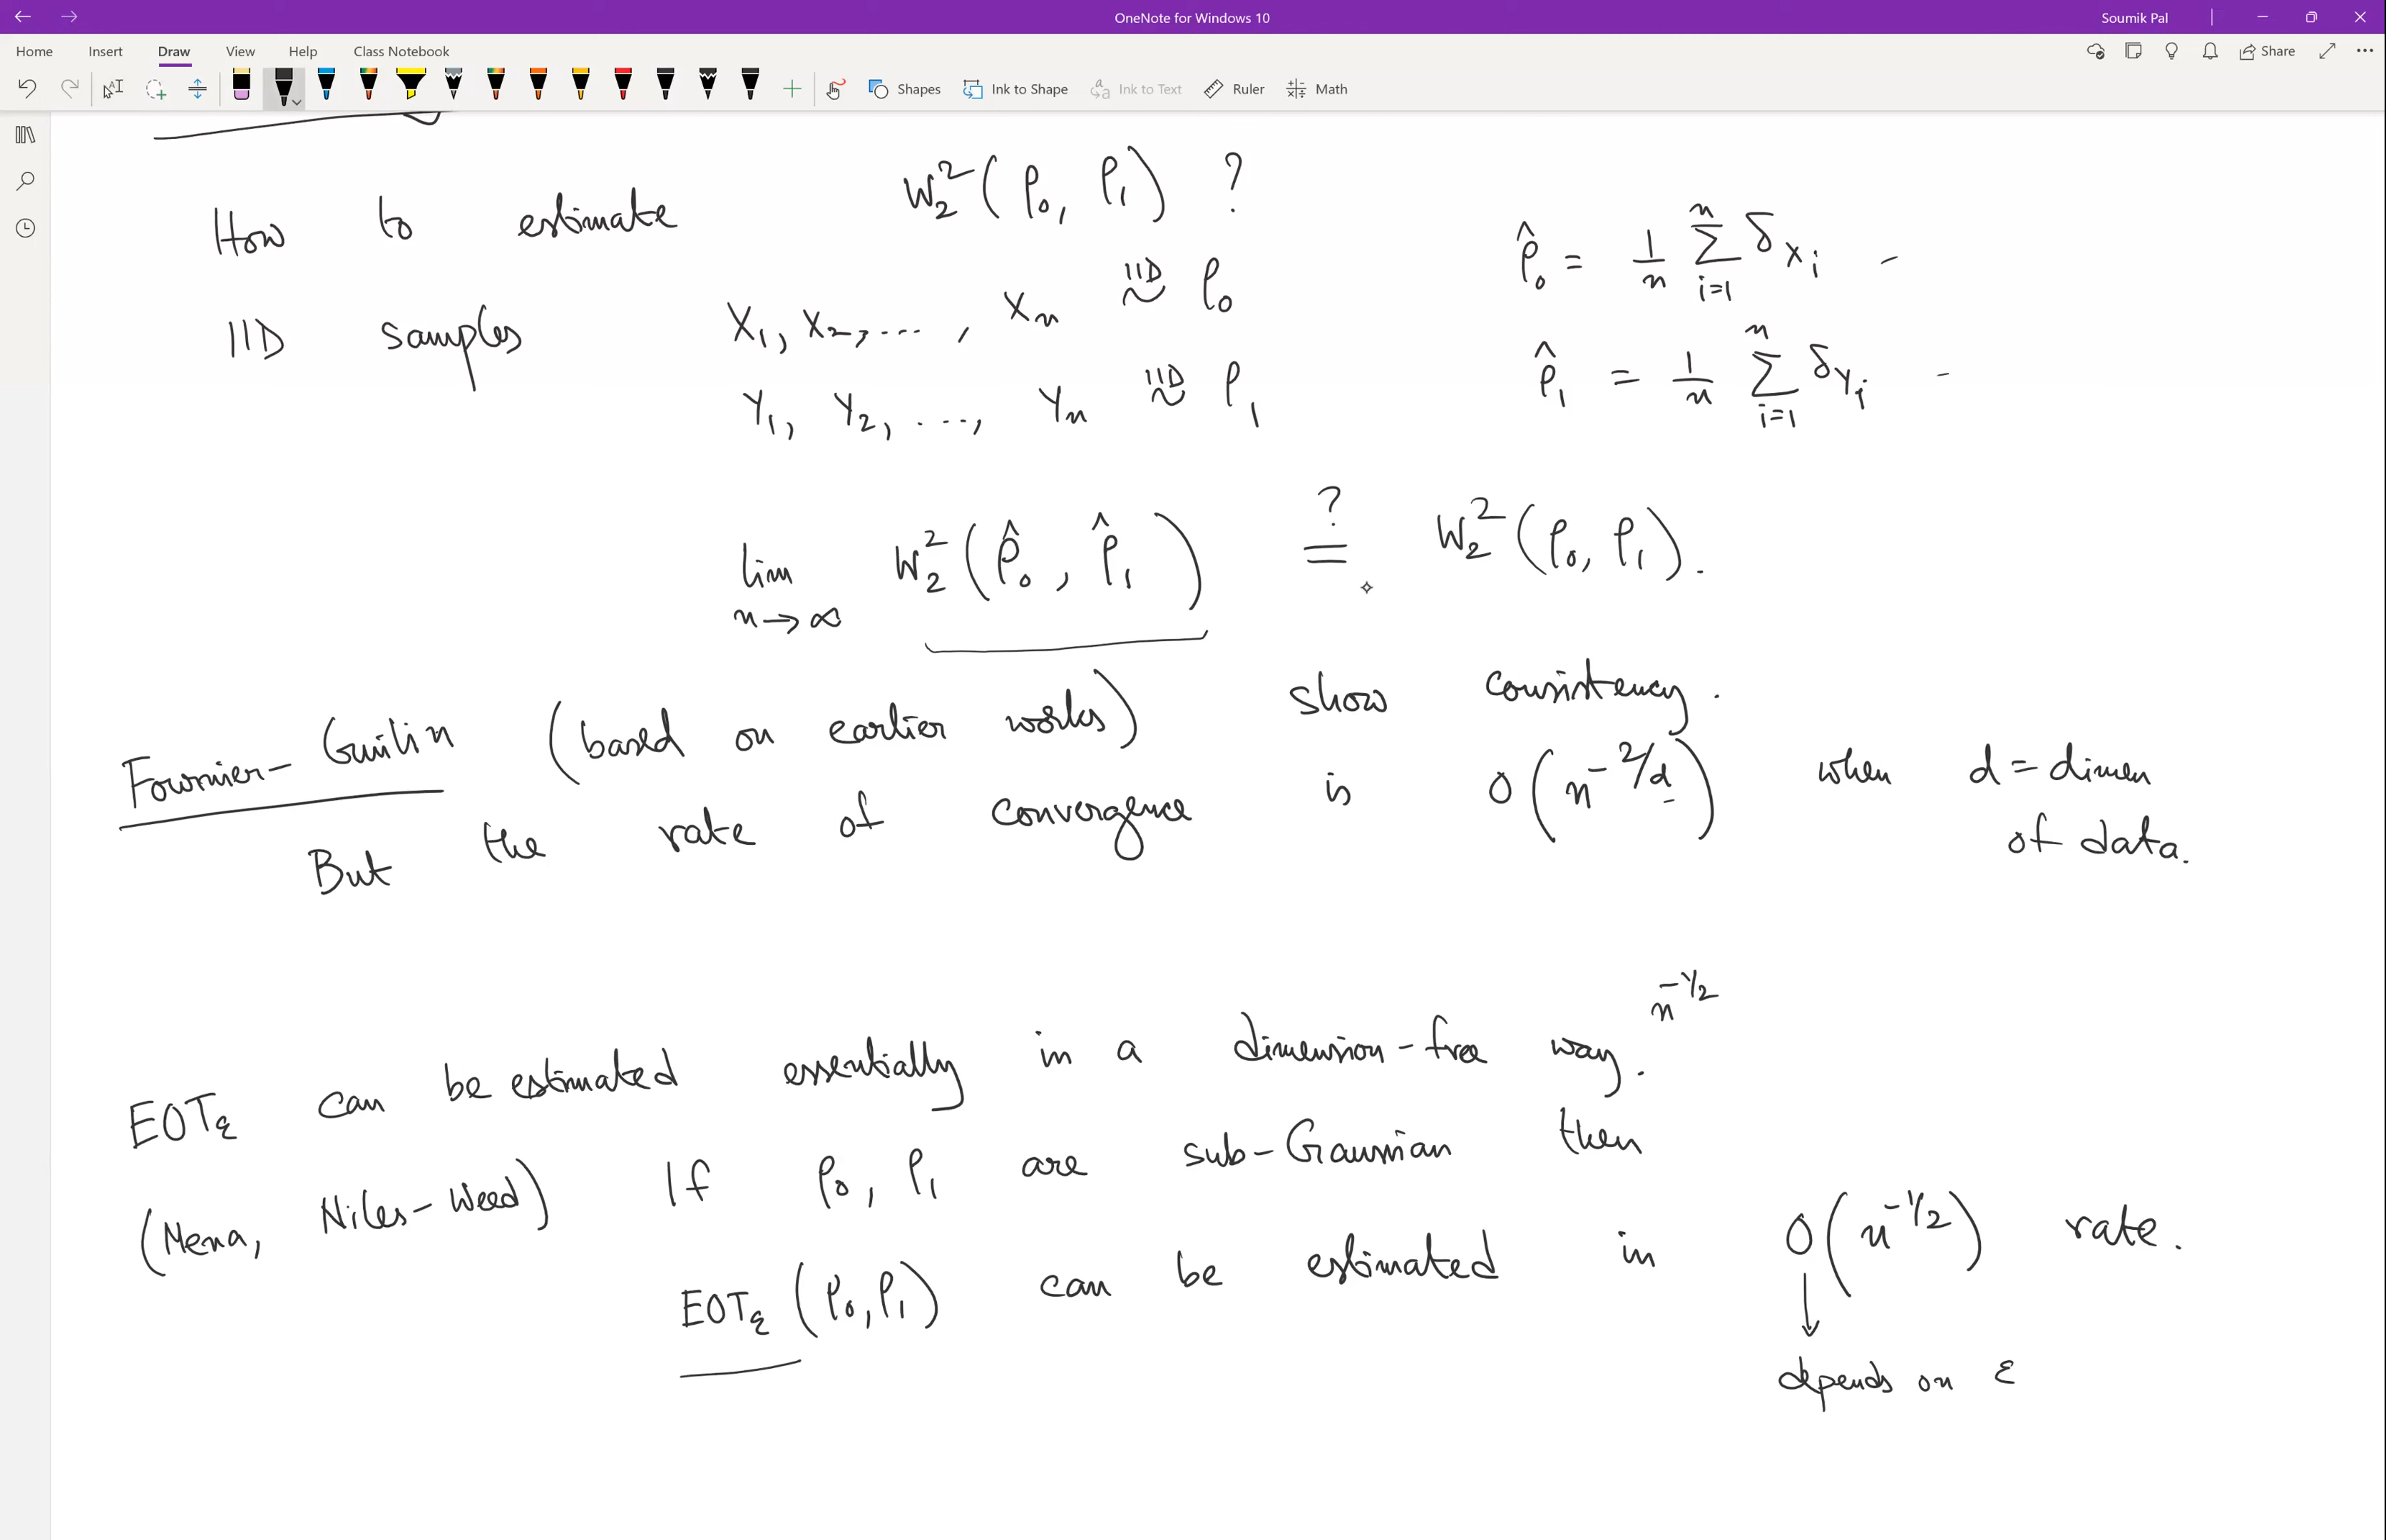 OneNote for Windows 10
Soumik Pal
Home Insert Draw View Help Class Notebook
Share
Shapes Ink to Shape Ink to Text Ruler Math
How to estimate W₂²(ρ₀, ρ₁) ?
IID samples X₁, X₂, ..., Xₙ ~IID ρ₀
Y₁, Y₂, ..., Yₙ ~IID ρ₁
ρ̂₀ = 1/n Σᵢ₌₁ⁿ δ_{Xᵢ} -
ρ̂₁ = 1/n Σᵢ₌₁ⁿ δ_{Yᵢ} -
lim n→∞ W₂²(ρ̂₀, ρ̂₁) =? W₂²(ρ₀, ρ₁).
Fournier-Guilin (based on earlier works) show consistency.
But the rate of convergence is O(n^{-2/d}) when d = dimen
of data.
EOT_ε can be estimated essentially in a dimension-free way. n^{-1/2}
(Mena, Niles-Weed) If ρ₀, ρ₁ are sub-Gaussian then
EOT_ε(ρ₀, ρ₁) can be estimated in O(n^{-1/2}) rate.
↓
depends on ε